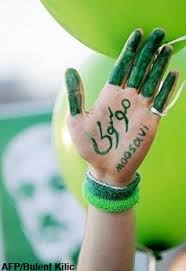 موسوی
MOOSAVI
AFP/Bulent Kilic